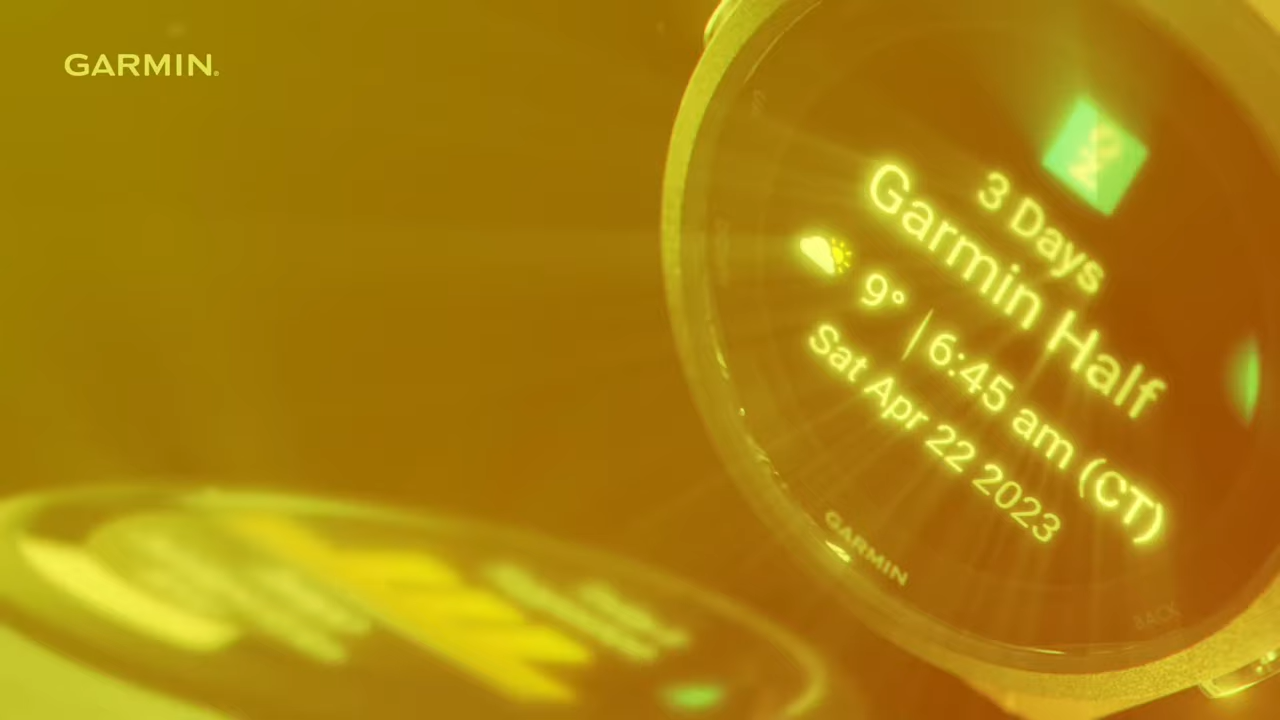 GARMIN.
3 Days
Garmin Half
9° | 6:45 am (CT)
Sat Apr 22 2023
GARMIN
BACK